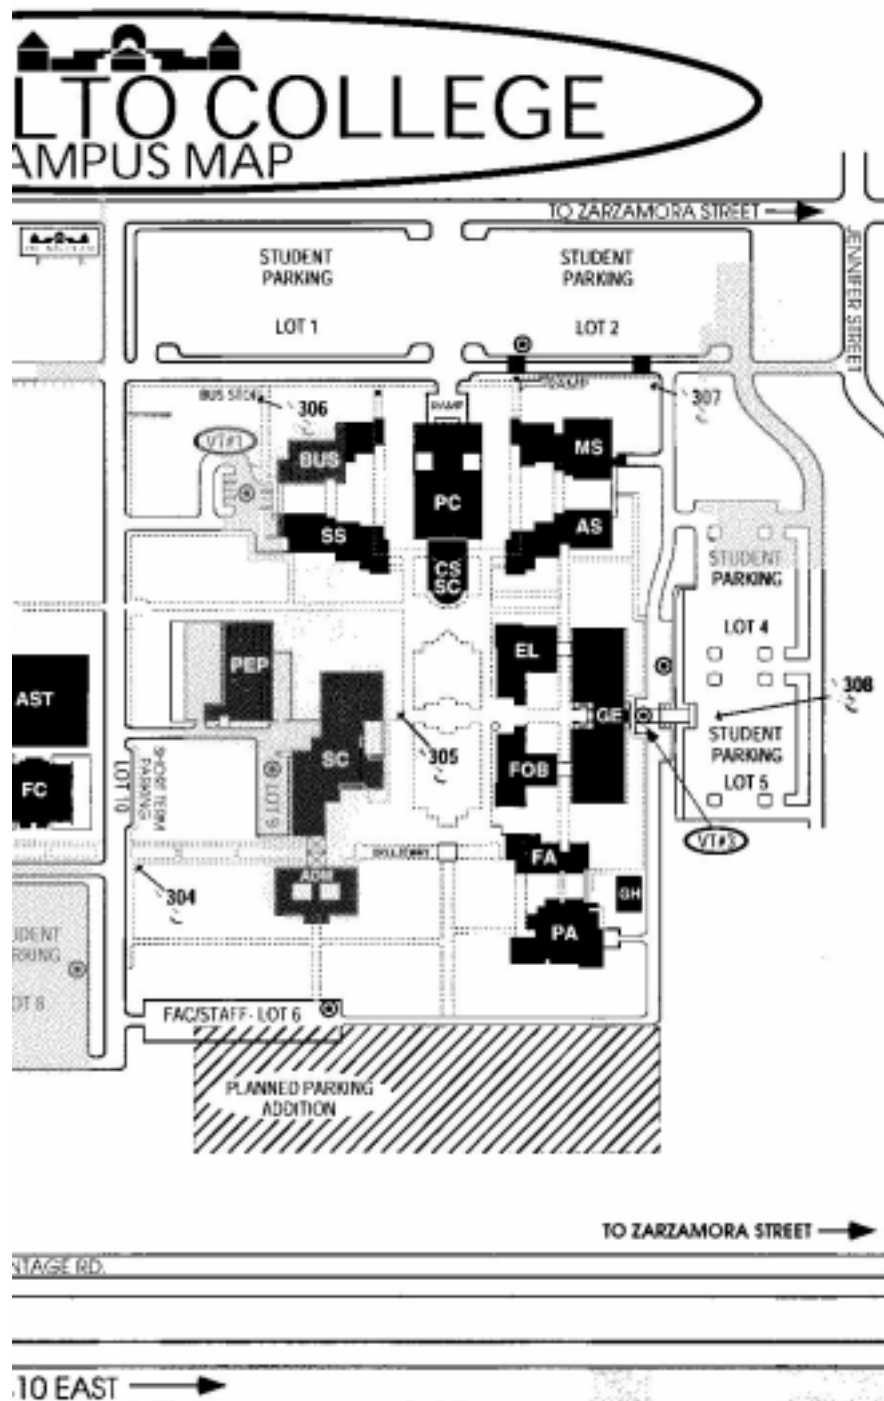 LTO COLLEGE
AMPUS MAP
TO ZARZAMORA STREET
JENNIFER STREET
STUDENT
PARKING
LOT 1
STUDENT
PARKING
LOT 2
BUS STOP
306
RAMP
RAMP
307
VT#1
BUS
MS
PC
SS
AS
CS
SC
STUDENT
PARKING
LOT 4
PEP
EL
AST
308
GE
305
SC
STUDENT
PARKING
LOT 5
FOB
FC
LOT 10
SHORT TERM
PARKING
LOT 9
VT#3
FA
ADM
304
GH
PA
UDENT
RKING
OT 8
FAC/STAFF- LOT 6
PLANNED PARKING
ADDITION
TO ZARZAMORA STREET
NTAGE RD.
10 EAST